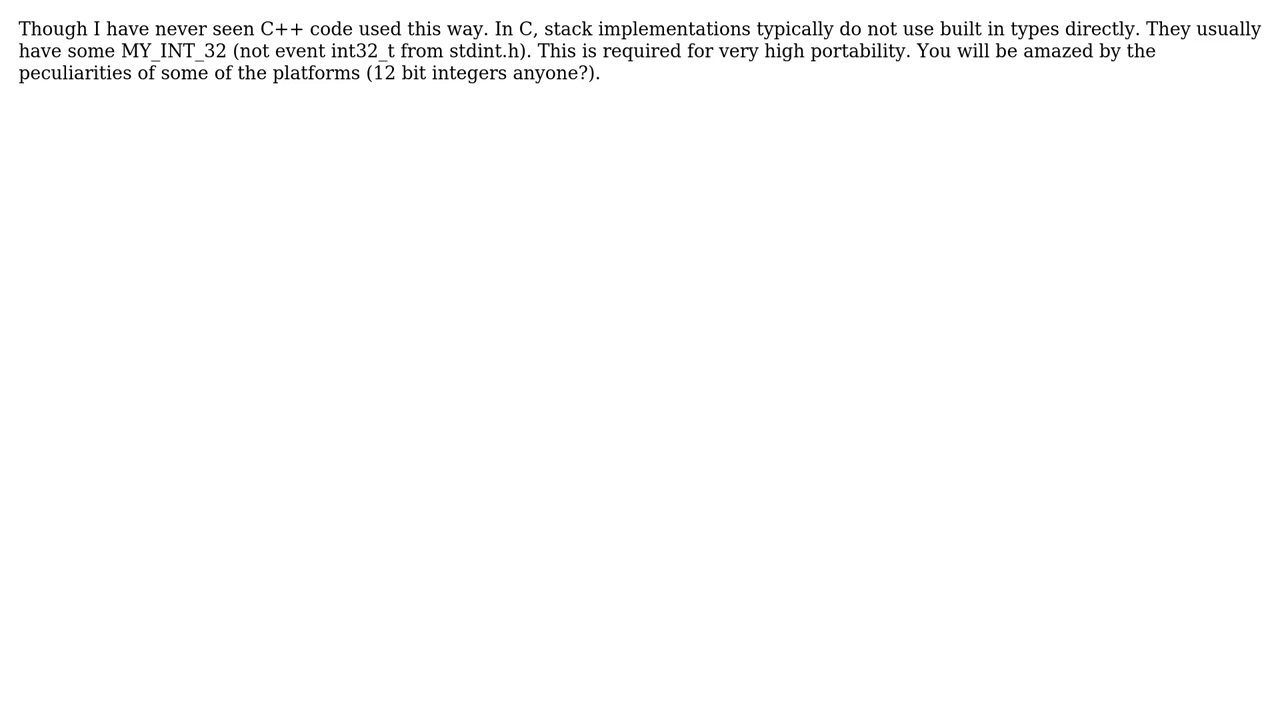 Though I have never seen C++ code used this way. In C, stack implementations typically do not use built in types directly. They usually
have some MY_INT_32 (not event int32_t from stdint.h). This is required for very high portability. You will be amazed by the
peculiarities of some of the platforms (12 bit integers anyone?).